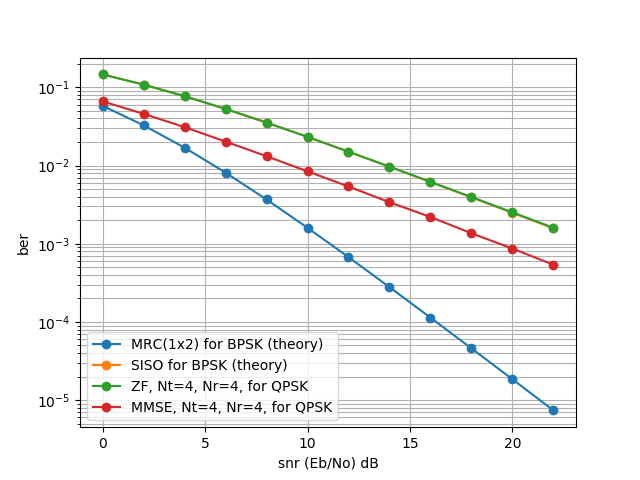 10⁻¹
10⁻²
10⁻³
10⁻⁴
10⁻⁵
ber
MRC(1x2) for BPSK (theory)
SISO for BPSK (theory)
ZF, Nt=4, Nr=4, for QPSK
MMSE, Nt=4, Nr=4, for QPSK
0 5 10 15 20
snr (Eb/No) dB